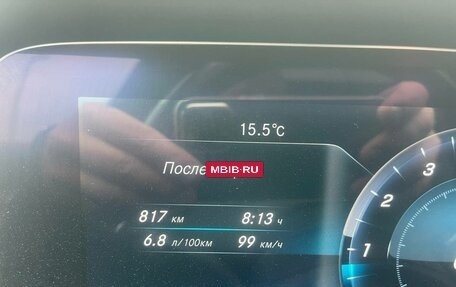 15.5°C
После
MBIB.RU
817 км 8:13 ч
6.8 л/100км 99 км/ч
3
2
1